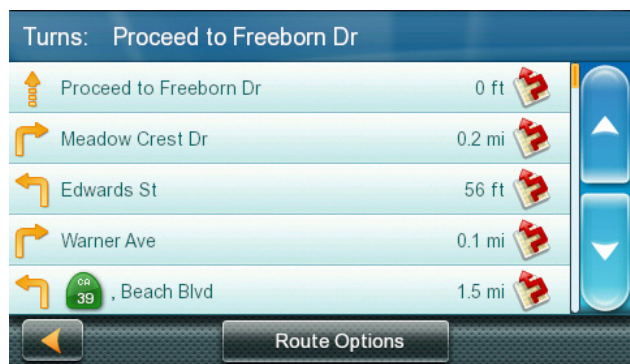 Turns: Proceed to Freeborn Dr
Proceed to Freeborn Dr 0 ft
Meadow Crest Dr 0.2 mi
Edwards St 56 ft
Warner Ave 0.1 mi
CA 39 , Beach Blvd 1.5 mi
Route Options